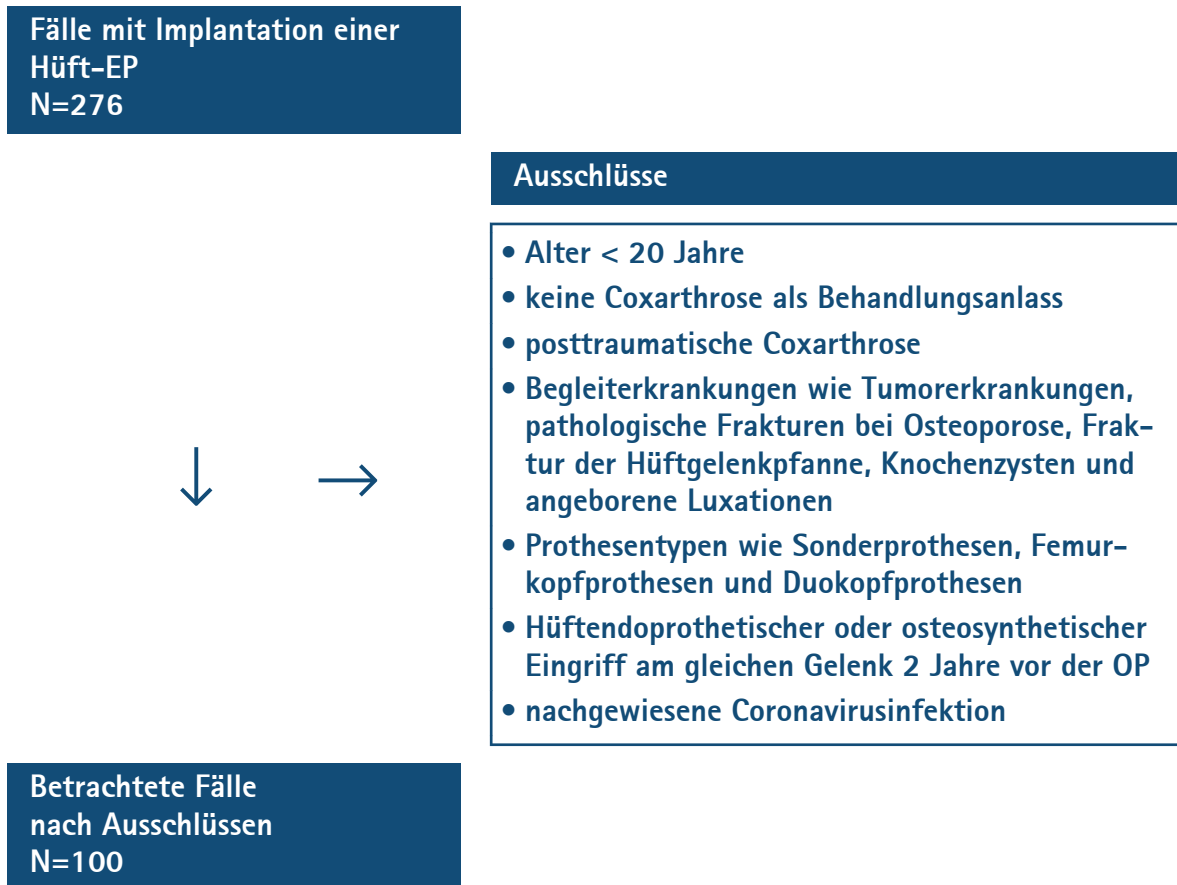 Fälle mit Implantation einer
Hüft-EP
N=276
Ausschlüsse
• Alter < 20 Jahre
• keine Coxarthrose als Behandlungsanlass
• posttraumatische Coxarthrose
• Begleiterkrankungen wie Tumorerkrankungen,
pathologische Frakturen bei Osteoporose, Frak-
tur der Hüftgelenkpfanne, Knochenzysten und
angeborene Luxationen
• Prothesentypen wie Sonderprothesen, Femur-
kopfprothesen und Duokopfprothesen
• Hüftendoprothetischer oder osteosynthetischer
Eingriff am gleichen Gelenk 2 Jahre vor der OP
• nachgewiesene Coronavirusinfektion
Betrachtete Fälle
nach Ausschlüssen
N=100